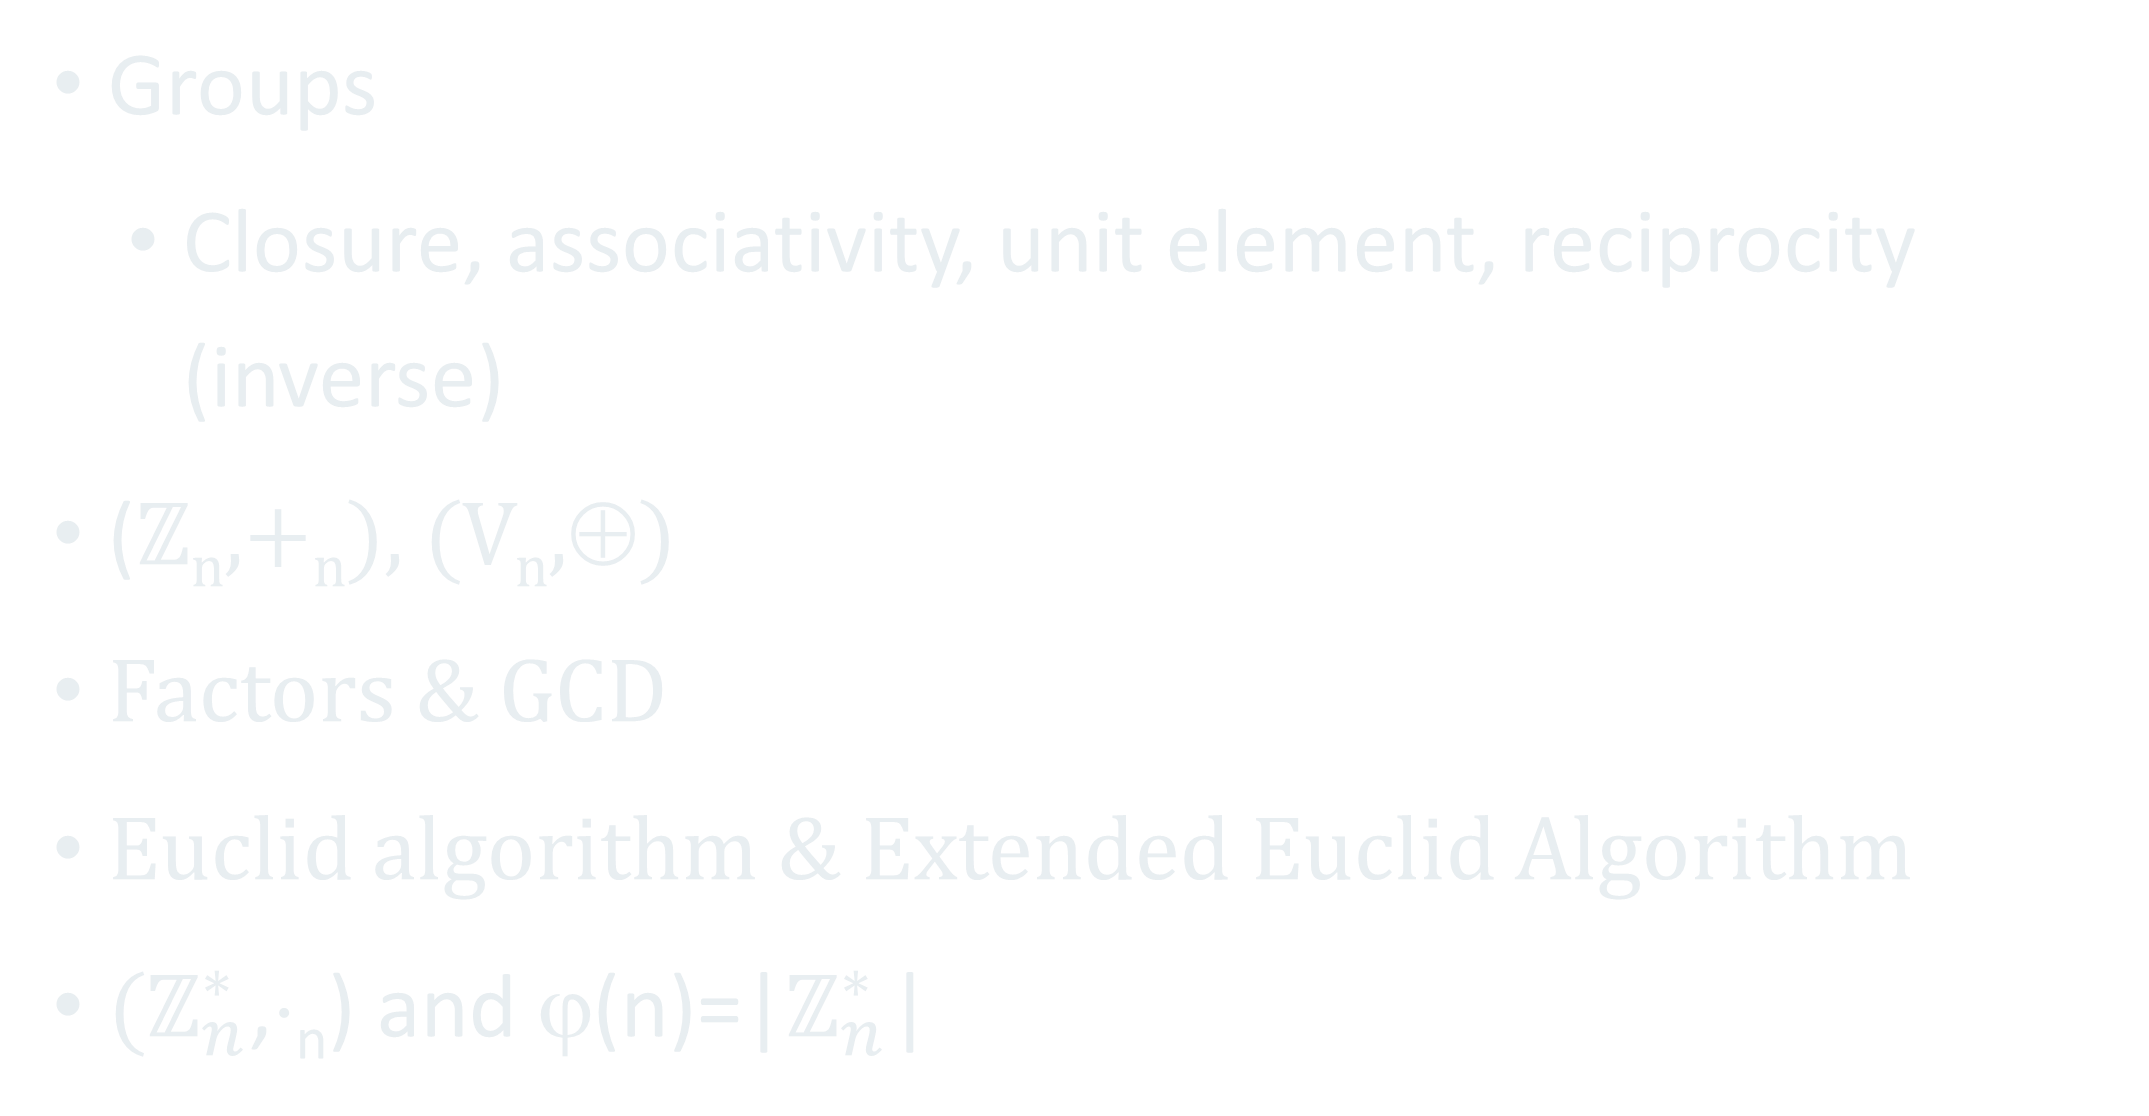 • Groups
• Closure, associativity, unit element, reciprocity
(inverse)
• (ℤₙ,+ₙ), (Vₙ,⊕)
• Factors & GCD
• Euclid algorithm & Extended Euclid Algorithm
• (ℤ*ₙ,·ₙ) and φ(n)=|ℤ*ₙ|